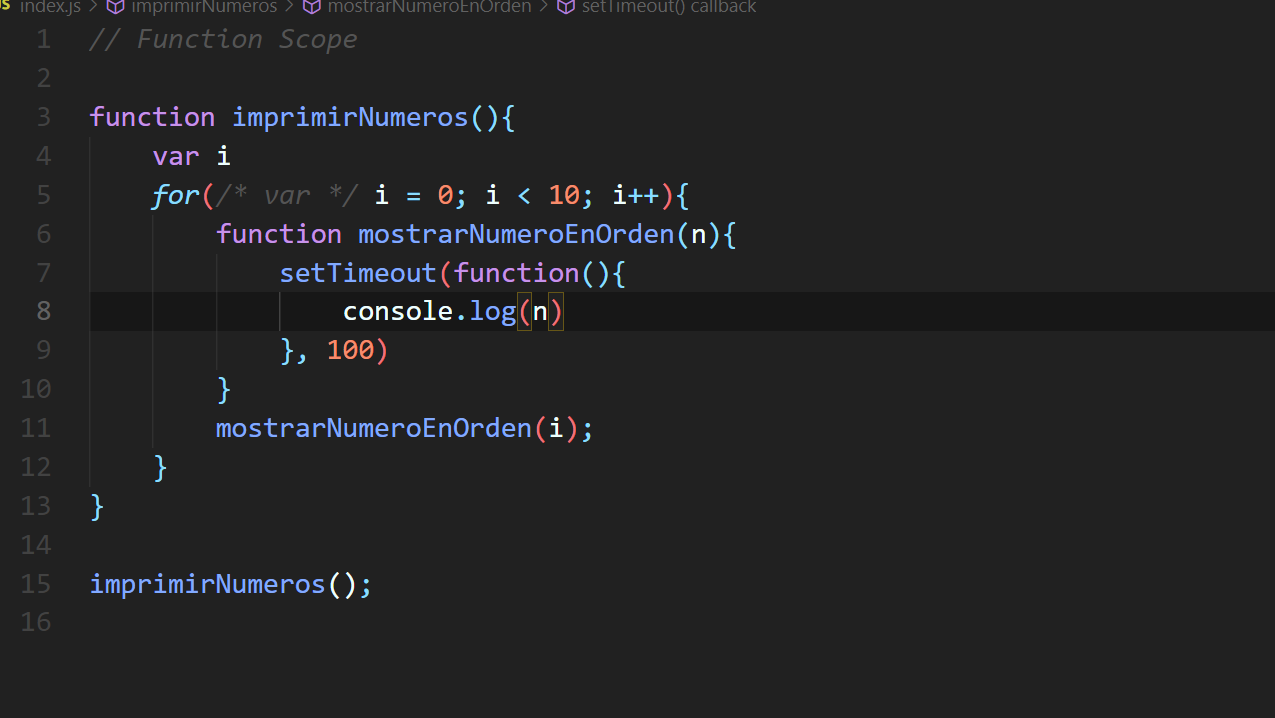 JS index.js > imprimirNumeros > mostrarNumeroEnOrden > setTimeout() callback
1 // Function Scope
2
3 function imprimirNumeros(){
4     var i
5     for(/* var */ i = 0; i < 10; i++){
6         function mostrarNumeroEnOrden(n){
7             setTimeout(function(){
8                 console.log(n)
9             }, 100)
10         }
11         mostrarNumeroEnOrden(i);
12     }
13 }
14
15 imprimirNumeros();
16